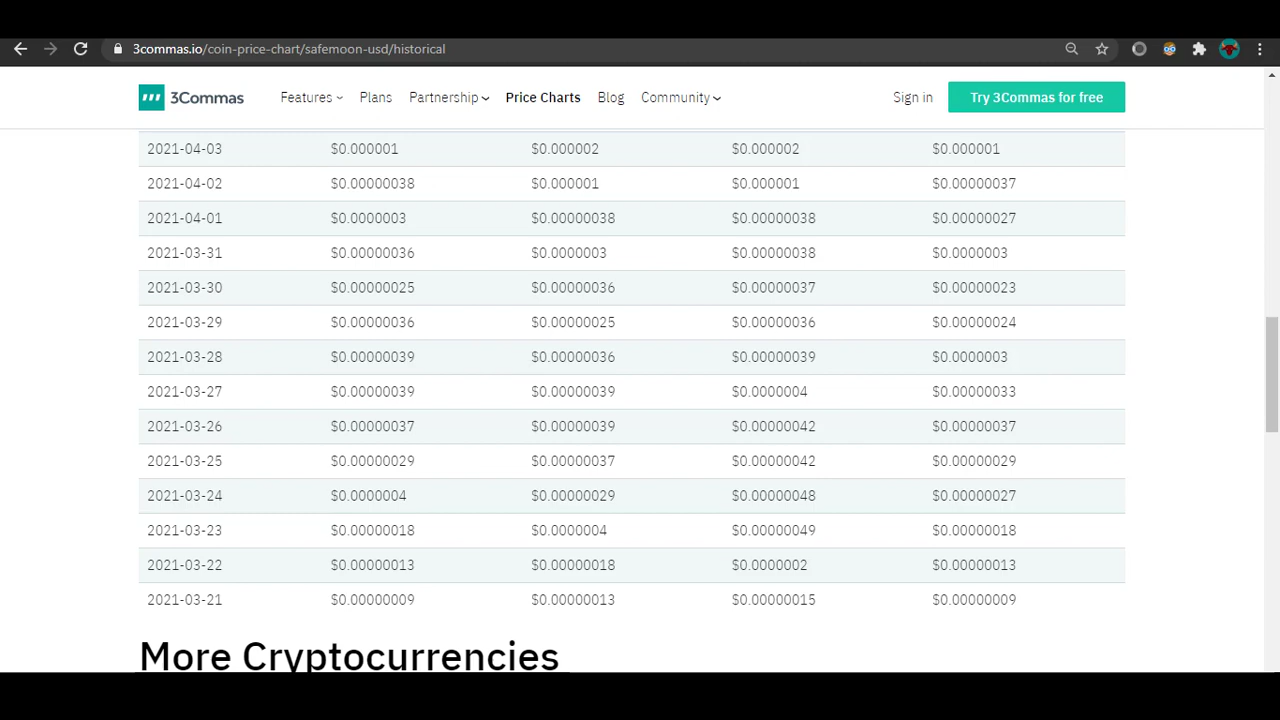 3commas.io/coin-price-chart/safemoon-usd/historical
3Commas Features Plans Partnership Price Charts Blog Community Sign in Try 3Commas for free
2021-04-03 $0.000001 $0.000002 $0.000002 $0.000001
2021-04-02 $0.00000038 $0.000001 $0.000001 $0.00000037
2021-04-01 $0.0000003 $0.00000038 $0.00000038 $0.00000027
2021-03-31 $0.00000036 $0.0000003 $0.00000038 $0.0000003
2021-03-30 $0.00000025 $0.00000036 $0.00000037 $0.00000023
2021-03-29 $0.00000036 $0.00000025 $0.00000036 $0.00000024
2021-03-28 $0.00000039 $0.00000036 $0.00000039 $0.0000003
2021-03-27 $0.00000039 $0.00000039 $0.0000004 $0.00000033
2021-03-26 $0.00000037 $0.00000039 $0.00000042 $0.00000037
2021-03-25 $0.00000029 $0.00000037 $0.00000042 $0.00000029
2021-03-24 $0.0000004 $0.00000029 $0.00000048 $0.00000027
2021-03-23 $0.00000018 $0.0000004 $0.00000049 $0.00000018
2021-03-22 $0.00000013 $0.00000018 $0.0000002 $0.00000013
2021-03-21 $0.00000009 $0.00000013 $0.00000015 $0.00000009
More Cryptocurrencies